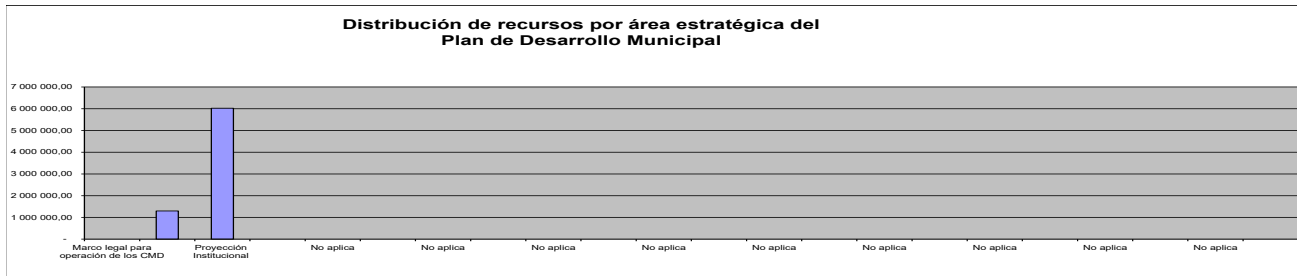 Distribución de recursos por área estratégica del
Plan de Desarrollo Municipal
7 000 000,00
6 000 000,00
5 000 000,00
4 000 000,00
3 000 000,00
2 000 000,00
1 000 000,00
-
Marco legal para
operación de los CMD
Proyección
Institucional
No aplica
No aplica
No aplica
No aplica
No aplica
No aplica
No aplica
No aplica
No aplica